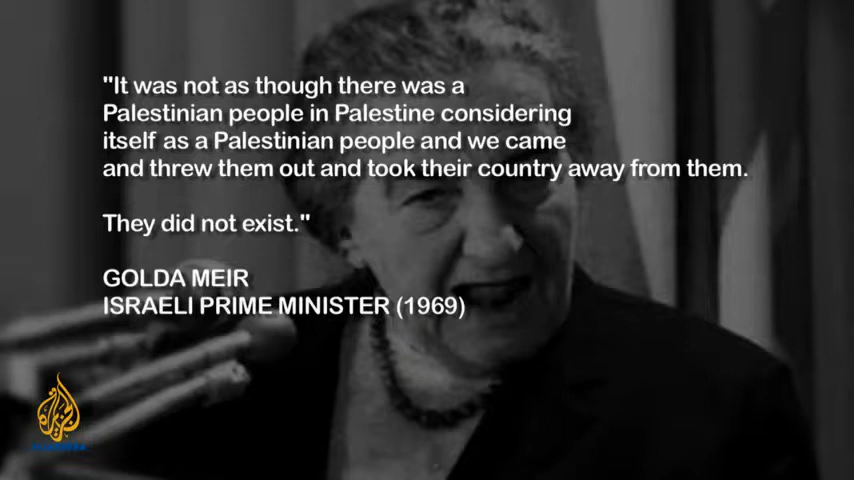 "It was not as though there was a
Palestinian people in Palestine considering
itself as a Palestinian people and we came
and threw them out and took their country away from them.
They did not exist."
GOLDA MEIR
ISRAELI PRIME MINISTER (1969)